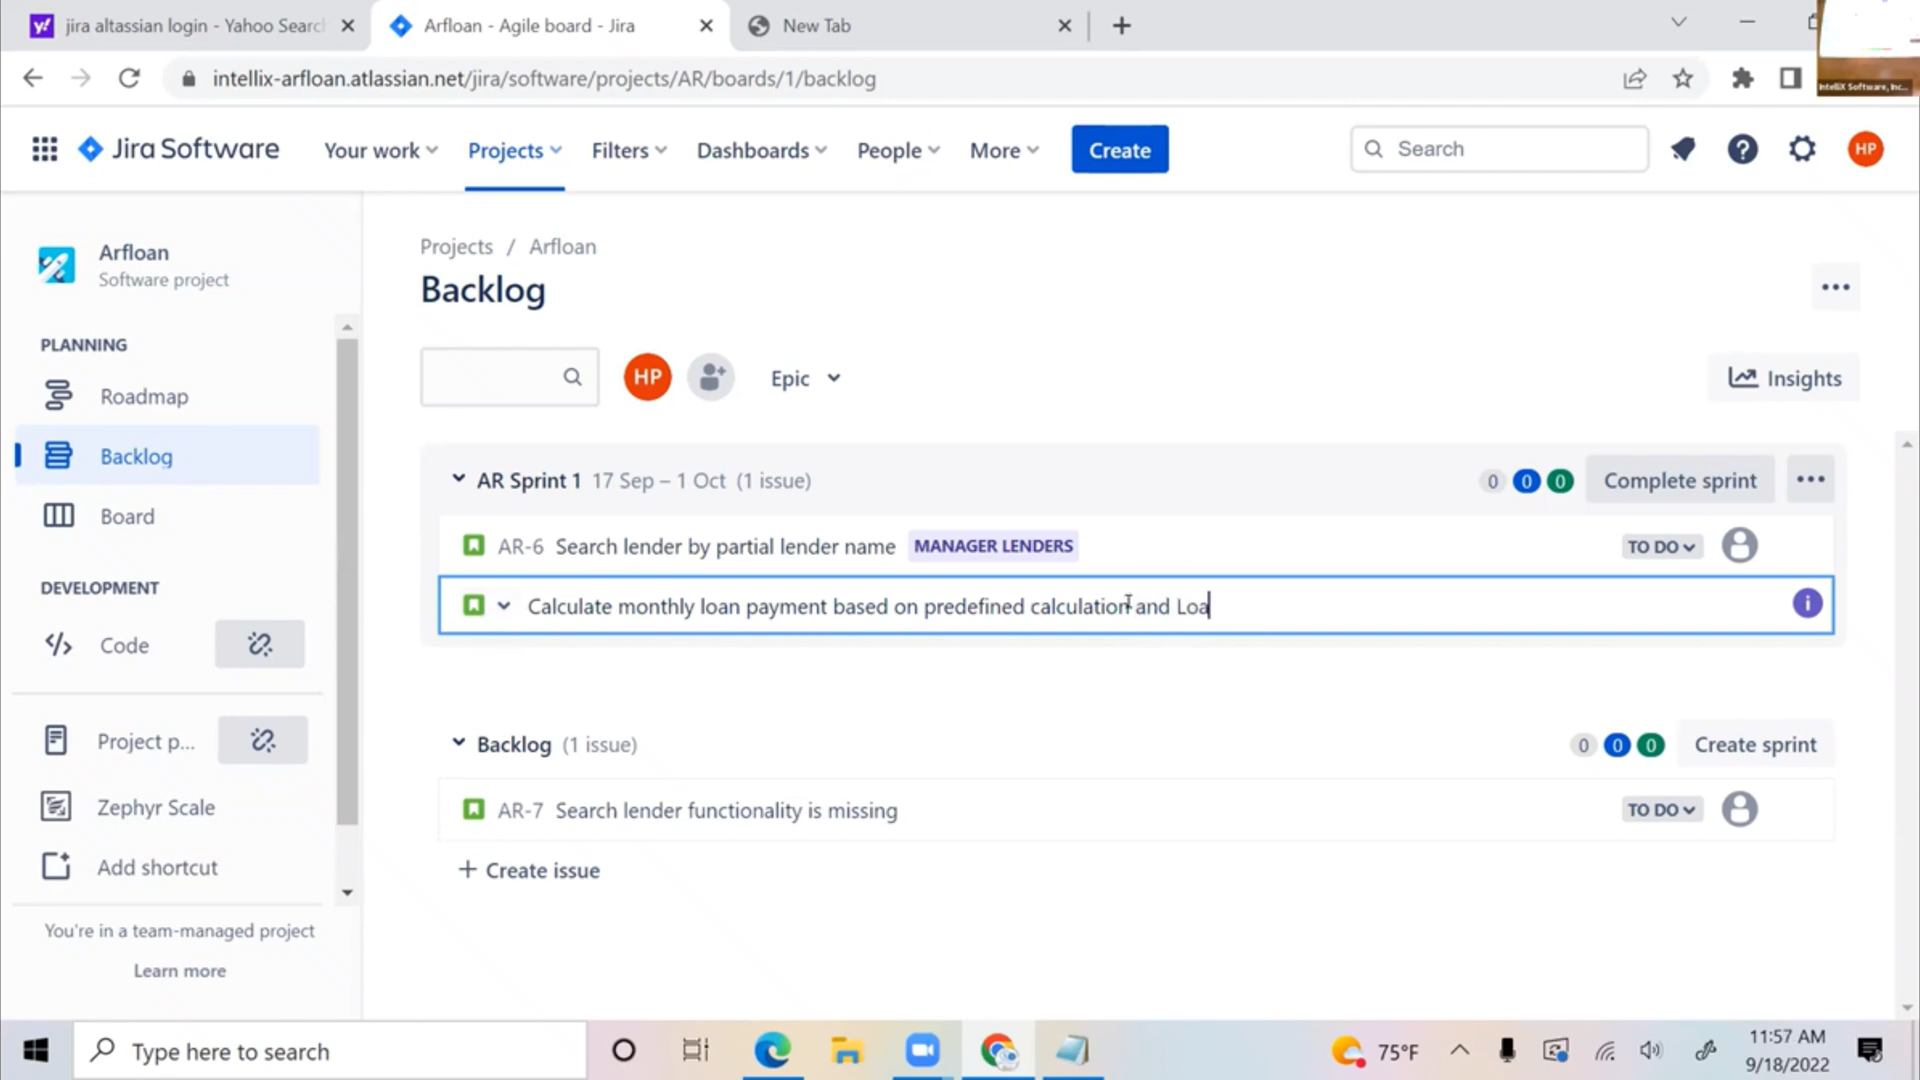 jira altassian login - Yahoo Searc
Arfloan - Agile board - Jira
New Tab
intellix-arfloan.atlassian.net/jira/software/projects/AR/boards/1/backlog
IntelliX Software, Inc...
Jira Software
Your work
Projects
Filters
Dashboards
People
More
Create
Search
HP
Arfloan
Software project
PLANNING
Roadmap
Backlog
Board
DEVELOPMENT
Code
Project p...
Zephyr Scale
Add shortcut
You're in a team-managed project
Learn more
Projects / Arfloan
Backlog
HP
Epic
Insights
AR Sprint 1 17 Sep – 1 Oct (1 issue)
0 0 0
Complete sprint
AR-6 Search lender by partial lender name MANAGER LENDERS
TO DO
Calculate monthly loan payment based on predefined calculation and Loa
Backlog (1 issue)
0 0 0
Create sprint
AR-7 Search lender functionality is missing
TO DO
+ Create issue
Type here to search
75°F
11:57 AM
9/18/2022